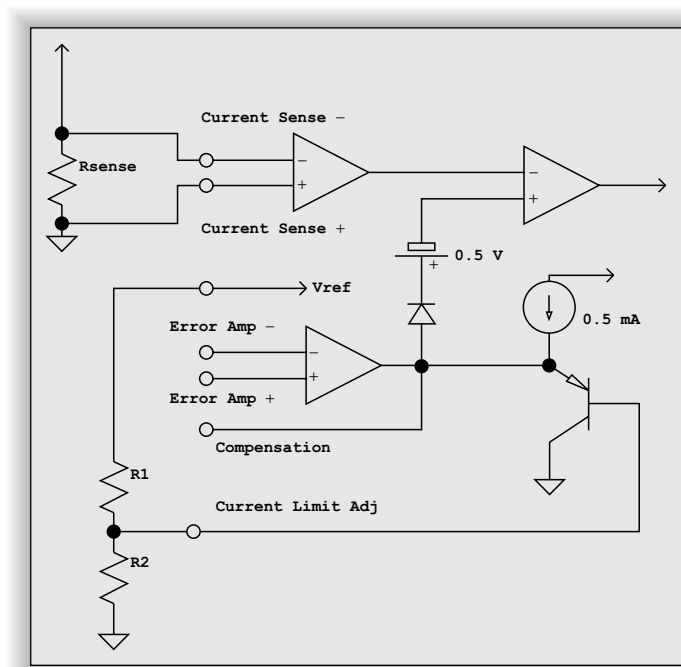 Current Sense −
Rsense
−
+
−
+
Current Sense +
0.5 V
+
Vref
0.5 mA
Error Amp −
−
+
Error Amp +
Compensation
R1
Current Limit Adj
R2